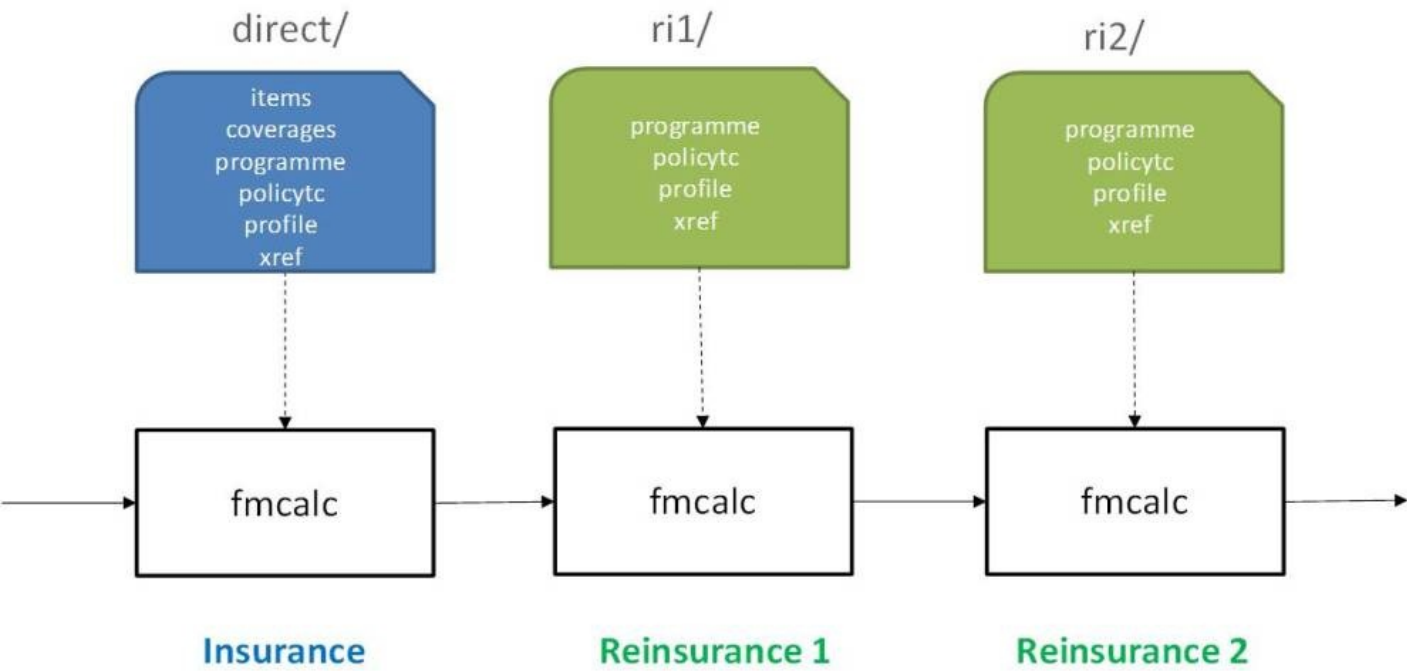 direct/
ri1/
ri2/
items
coverages
programme
policytc
profile
xref
programme
policytc
profile
xref
programme
policytc
profile
xref
fmcalc
fmcalc
fmcalc
Insurance
Reinsurance 1
Reinsurance 2